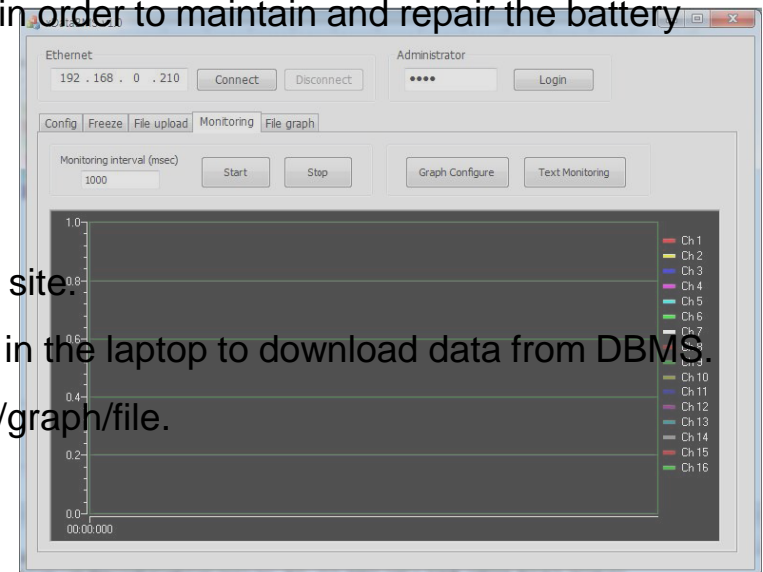 in order to maintain and repair the battery
Ethernet
192 . 168 . 0 . 210 Connect Disconnect
Administrator
•••• Login
Config Freeze File upload Monitoring File graph
Monitoring interval (msec)
1000 Start Stop Graph Configure Text Monitoring
site.
in the laptop to download data from DBMS.
/graph/file.
1.0
0.8
0.6
0.4
0.2
0.0
00:00:000
Ch 1
Ch 2
Ch 3
Ch 4
Ch 5
Ch 6
Ch 7
Ch 8
Ch 9
Ch 10
Ch 11
Ch 12
Ch 13
Ch 14
Ch 15
Ch 16